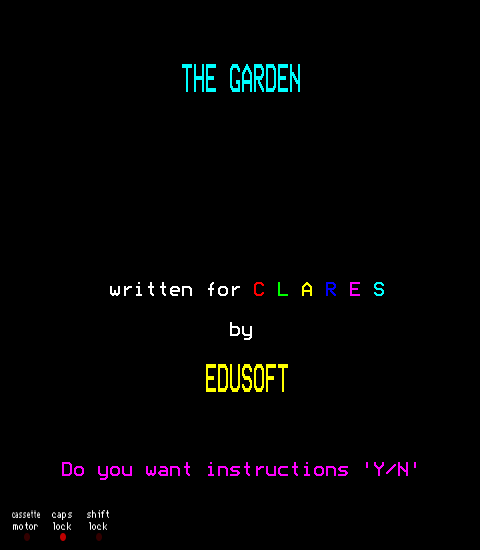 THE GARDEN
written for C L A R E S
by
EDUSOFT
Do you want instructions 'Y/N'
cassette motor
caps lock
shift lock